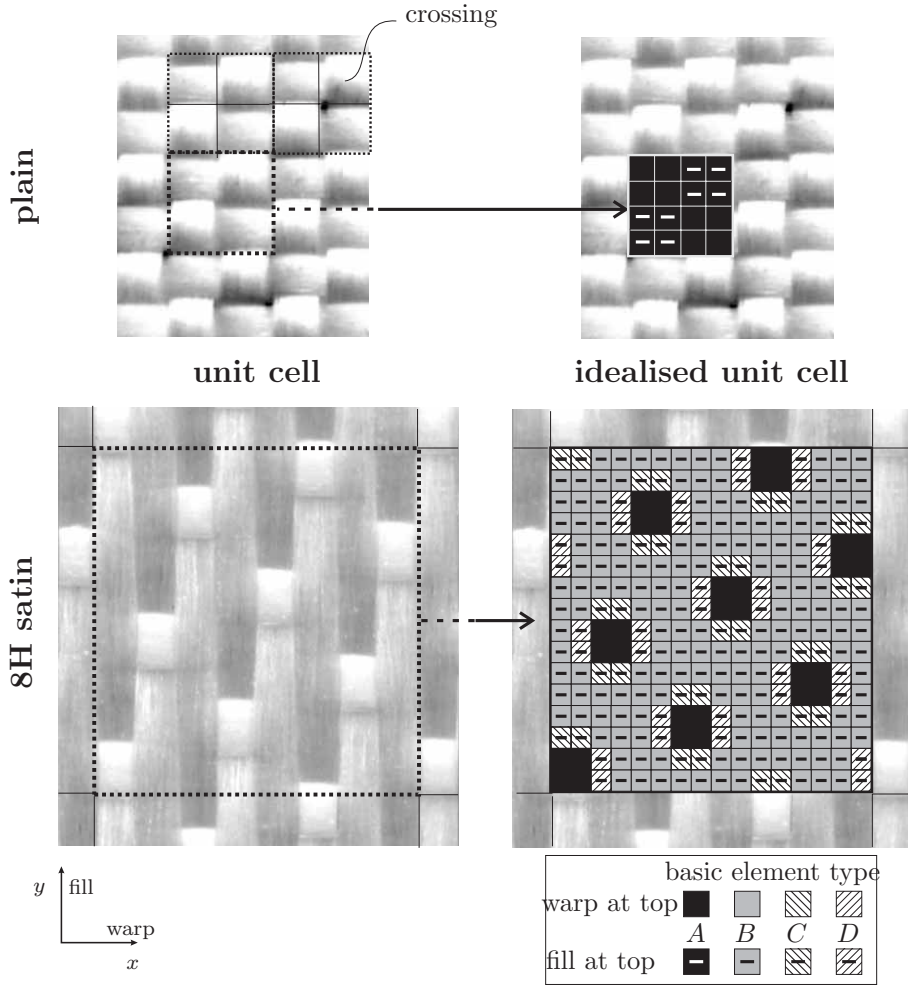 crossing
plain
unit cell
idealised unit cell
8H satin
y
fill
warp
x
basic element type
warp at top
A B C D
fill at top